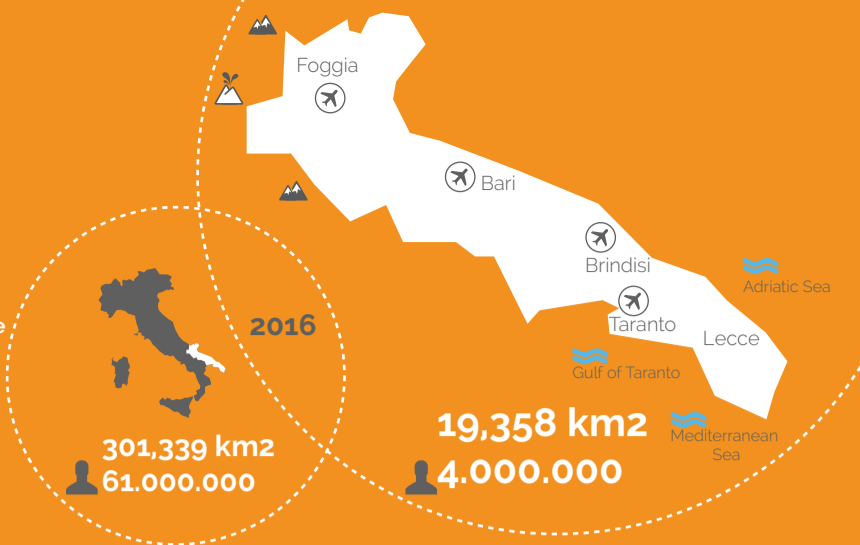 Foggia
Bari
Brindisi
Adriatic Sea
2016
Taranto
Lecce
Gulf of Taranto
19,358 km2
4.000.000
Mediterranean
Sea
301,339 km2
61.000.000